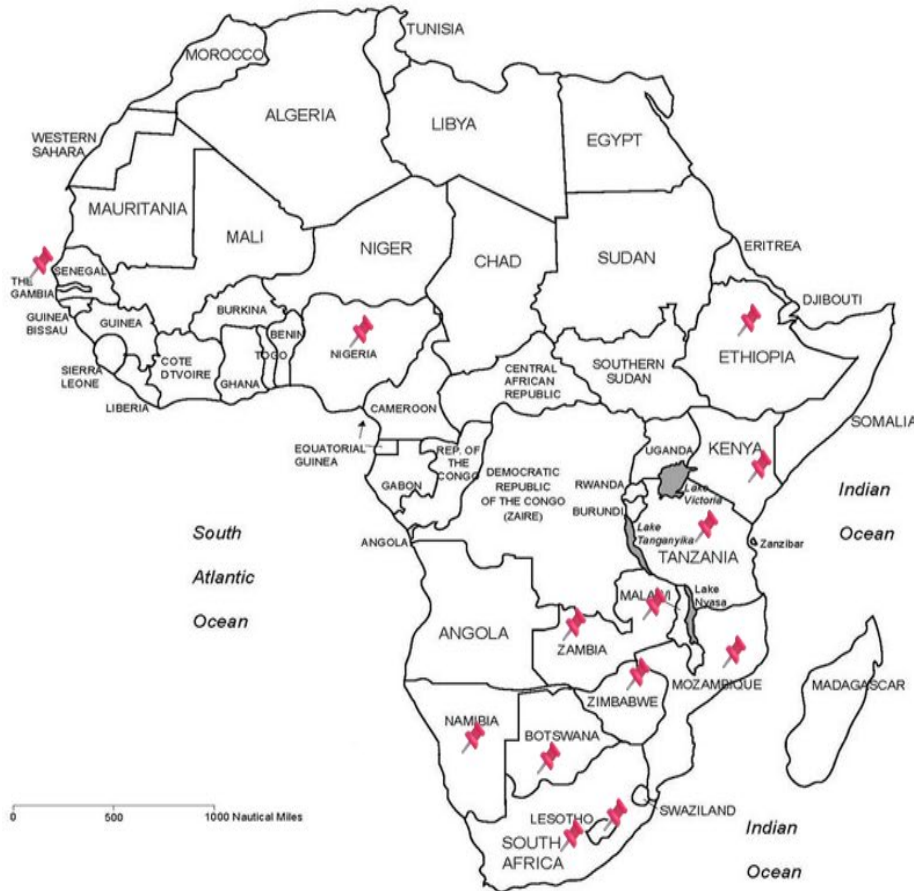 TUNISIA
MOROCCO
ALGERIA
LIBYA
EGYPT
WESTERN
SAHARA
MAURITANIA
MALI
NIGER
CHAD
SUDAN
ERITREA
THE
GAMBIA
SENEGAL
DJIBOUTI
GUINEA
BISSAU
GUINEA
BURKINA
BENIN
NIGERIA
ETHIOPIA
SIERRA
LEONE
COTE
DTVOIRE
GHANA
TOGO
CENTRAL
AFRICAN
REPUBLIC
SOUTHERN
SUDAN
LIBERIA
CAMEROON
SOMALIA
EQUATORIAL
GUINEA
REP. OF
THE
CONGO
UGANDA
KENYA
GABON
DEMOCRATIC
REPUBLIC
OF THE CONGO
(ZAIRE)
RWANDA
BURUNDI
Lake
Victoria
Indian
Ocean
South
Atlantic
Ocean
ANGOLA
Lake
Tanganyika
TANZANIA
Zanzibar
MALAWI
Lake
Nyasa
ANGOLA
ZAMBIA
MOZAMBIQUE
MADAGASCAR
ZIMBABWE
NAMIBIA
BOTSWANA
0 500 1000 Nautical Miles
LESOTHO
SWAZILAND
SOUTH
AFRICA
Indian
Ocean